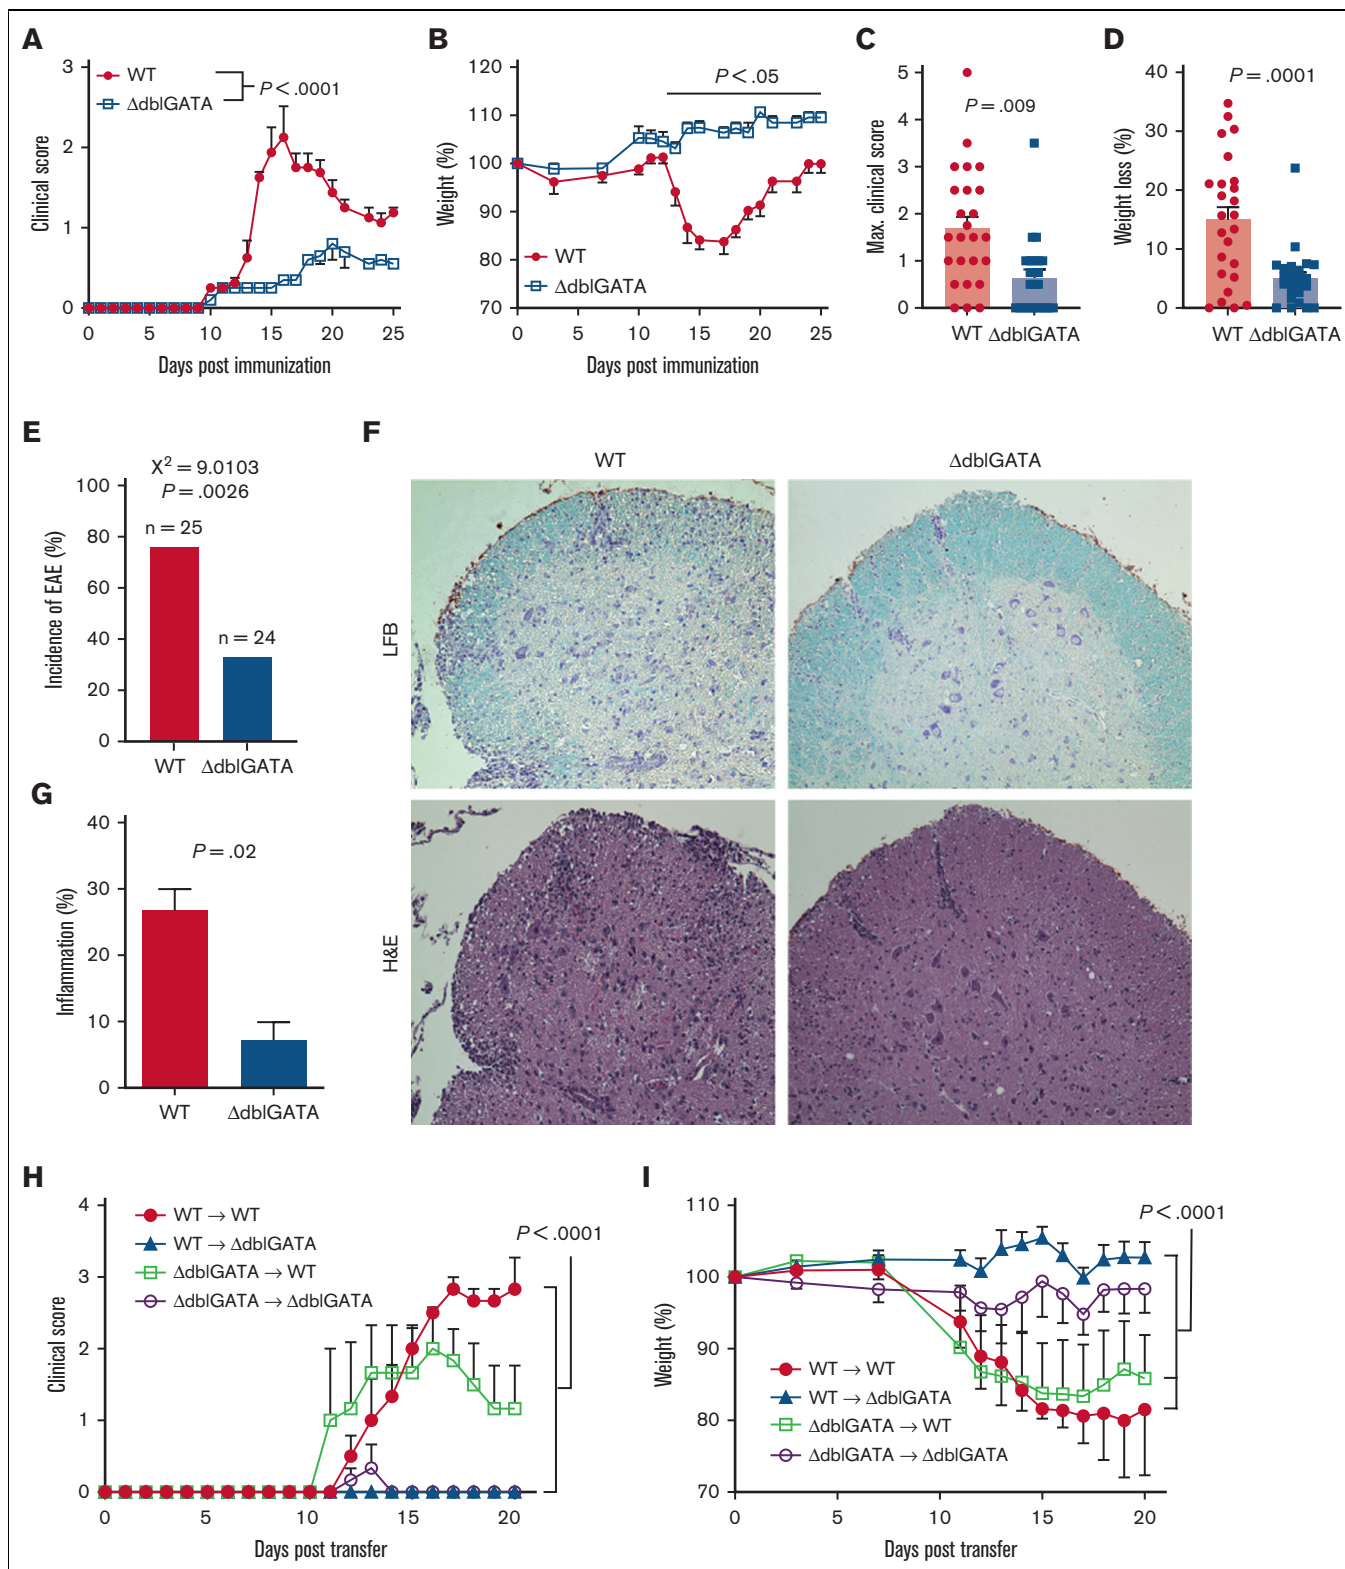 A
3
2
1
0
Clinical score
WT
ΔdblGATA
P < .0001
0 5 10 15 20 25
Days post immunization
B
120
110
100
90
80
70
Weight (%)
P < .05
WT
ΔdblGATA
0 5 10 15 20 25
Days post immunization
C
5
4
3
2
1
0
Max. clinical score
P = .009
WT ΔdblGATA
D
40
30
20
10
0
Weight loss (%)
P = .0001
WT ΔdblGATA
E
X² = 9.0103
P = .0026
100
80
60
40
20
0
Incidence of EAE (%)
n = 25
n = 24
WT ΔdblGATA
F
WT ΔdblGATA
LFB
H&E
G
40
30
20
10
0
Inflammation (%)
P = .02
WT ΔdblGATA
H
4
3
2
1
0
Clinical score
WT → WT
WT → ΔdblGATA
ΔdblGATA → WT
ΔdblGATA → ΔdblGATA
P < .0001
0 5 10 15 20
Days post transfer
I
110
100
90
80
70
Weight (%)
P < .0001
WT → WT
WT → ΔdblGATA
ΔdblGATA → WT
ΔdblGATA → ΔdblGATA
0 5 10 15 20
Days post transfer